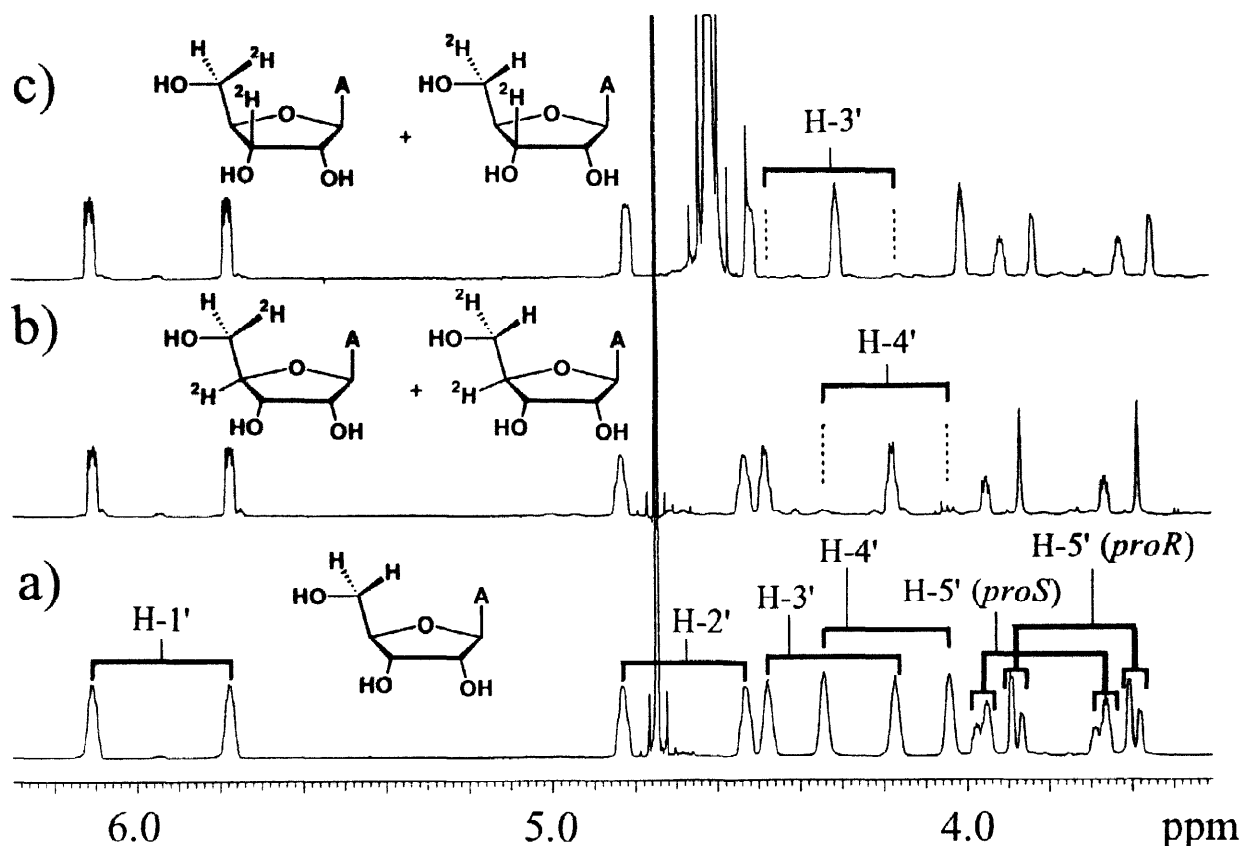 c)
H
²H
HO
²H
O
A
HO
OH
+
²H
H
HO
²H
O
A
HO
OH
H-3'
b)
H
²H
HO
²H
O
A
HO
OH
+
²H
H
HO
²H
O
A
HO
OH
H-4'
a)
H-1'
H
H
HO
O
A
HO
OH
H-2'
H-3'
H-4'
H-5' (proS)
H-5' (proR)
6.0 5.0 4.0 ppm